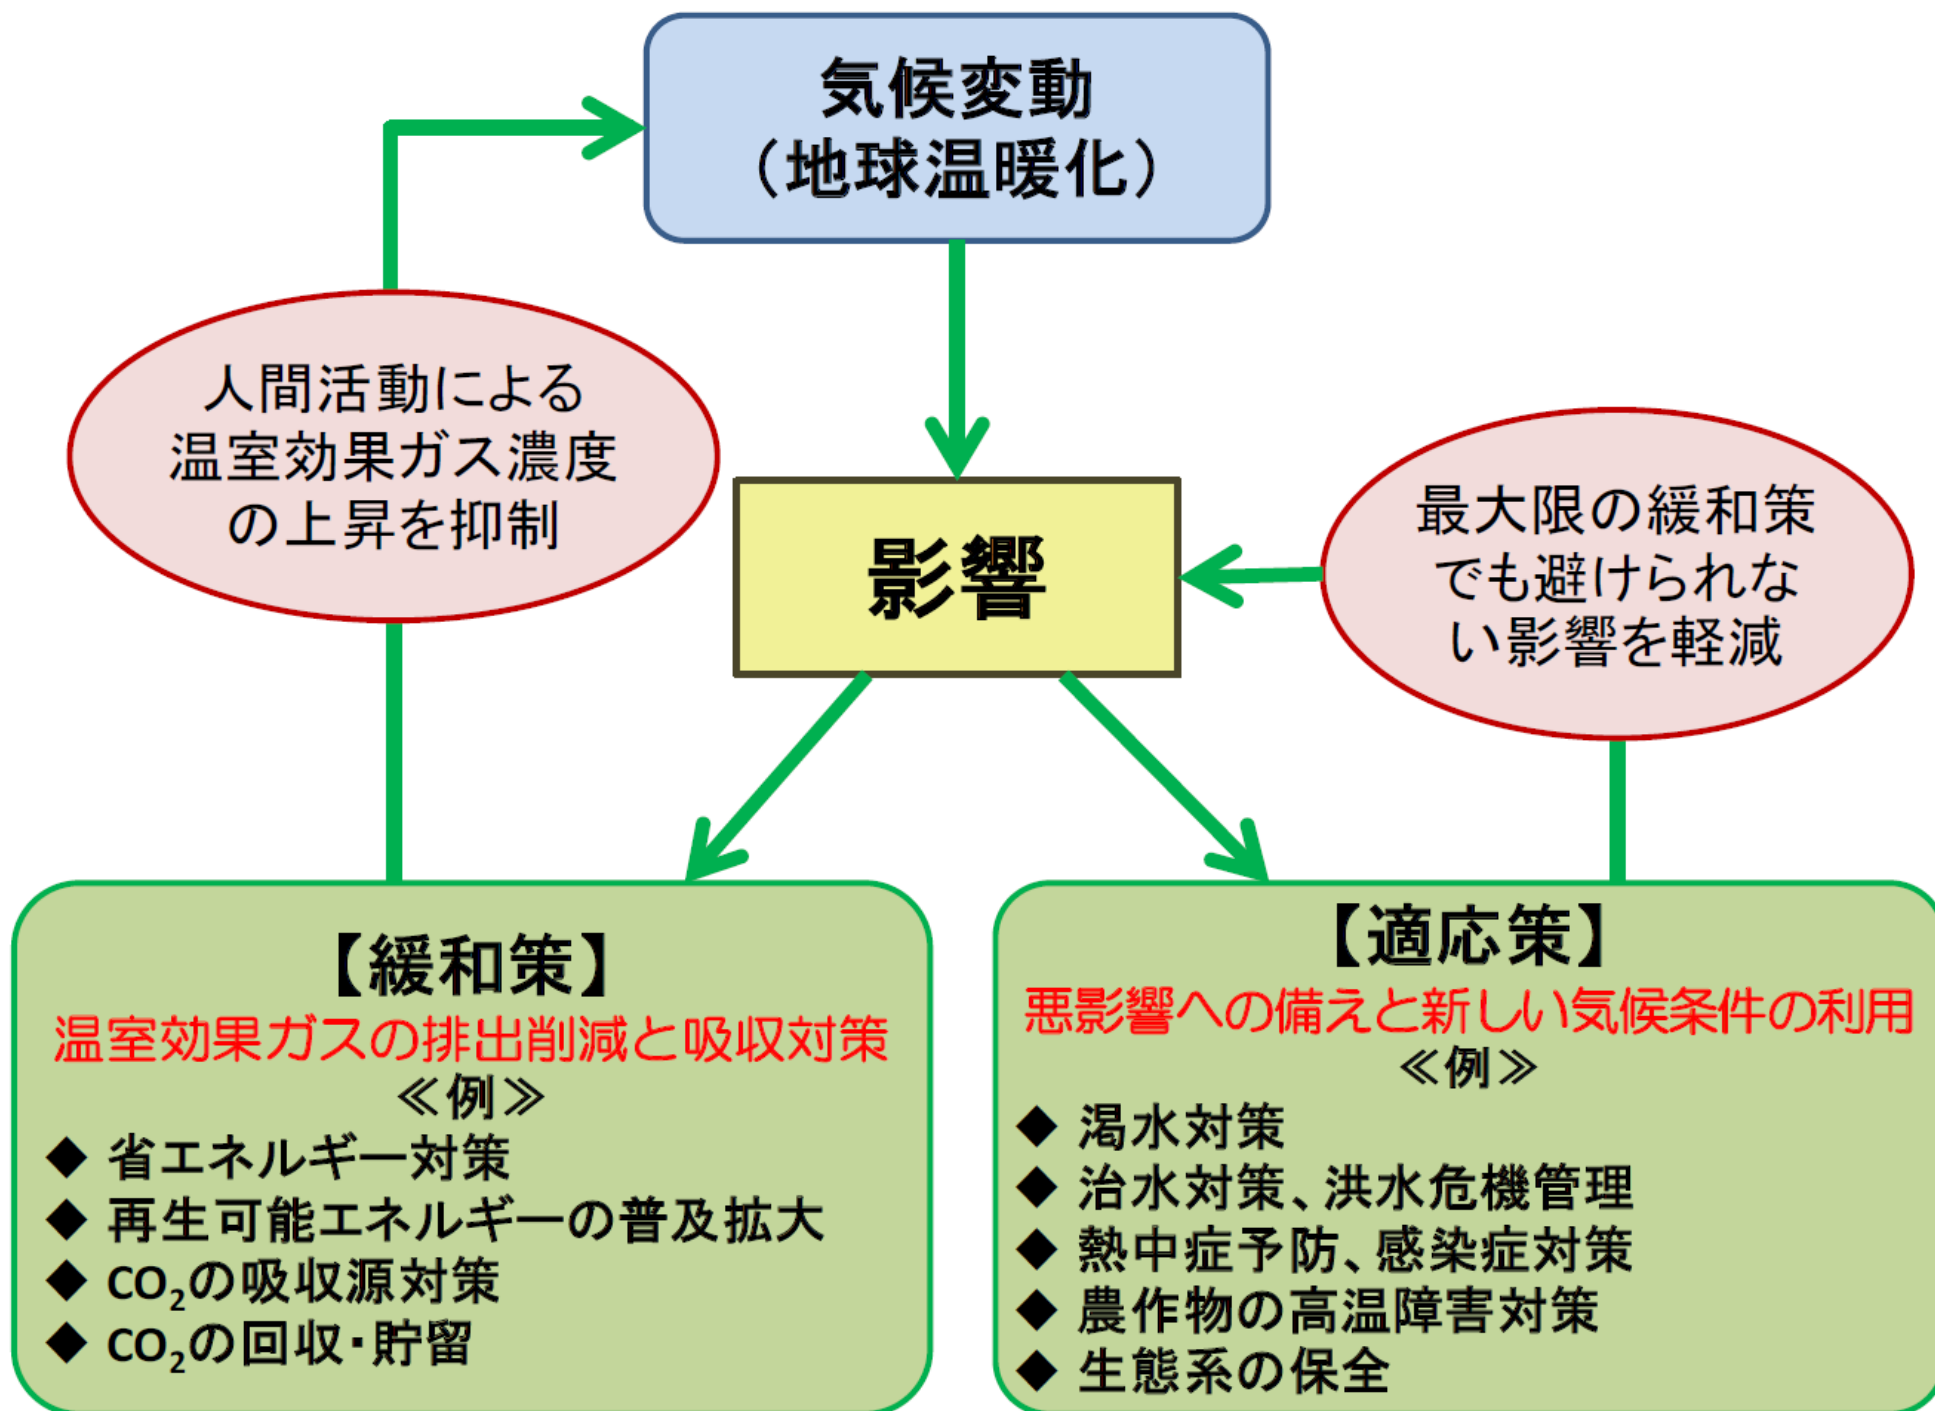 気候変動
（地球温暖化）
人間活動による
温室効果ガス濃度
の上昇を抑制
影響
最大限の緩和策
でも避けられな
い影響を軽減
【緩和策】
温室効果ガスの排出削減と吸収対策
≪例≫
◆ 省エネルギー対策
◆ 再生可能エネルギーの普及拡大
◆ CO₂の吸収源対策
◆ CO₂の回収・貯留
【適応策】
悪影響への備えと新しい気候条件の利用
≪例≫
◆ 渇水対策
◆ 治水対策、洪水危機管理
◆ 熱中症予防、感染症対策
◆ 農作物の高温障害対策
◆ 生態系の保全